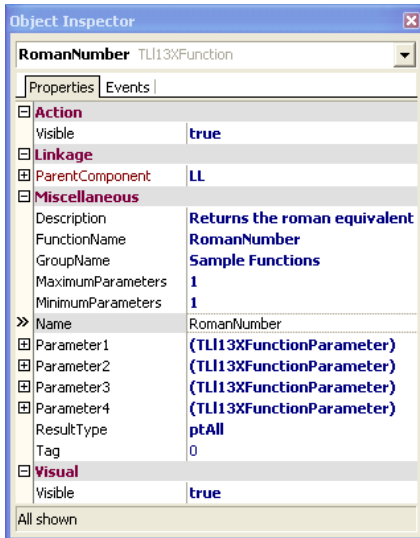 Object Inspector
RomanNumber TLl13XFunction
Properties Events
Action
Visible true
Linkage
ParentComponent LL
Miscellaneous
Description Returns the roman equivalent
FunctionName RomanNumber
GroupName Sample Functions
MaximumParameters 1
MinimumParameters 1
Name RomanNumber
Parameter1 (TLl13XFunctionParameter)
Parameter2 (TLl13XFunctionParameter)
Parameter3 (TLl13XFunctionParameter)
Parameter4 (TLl13XFunctionParameter)
ResultType ptAll
Tag 0
Visual
Visible true
All shown